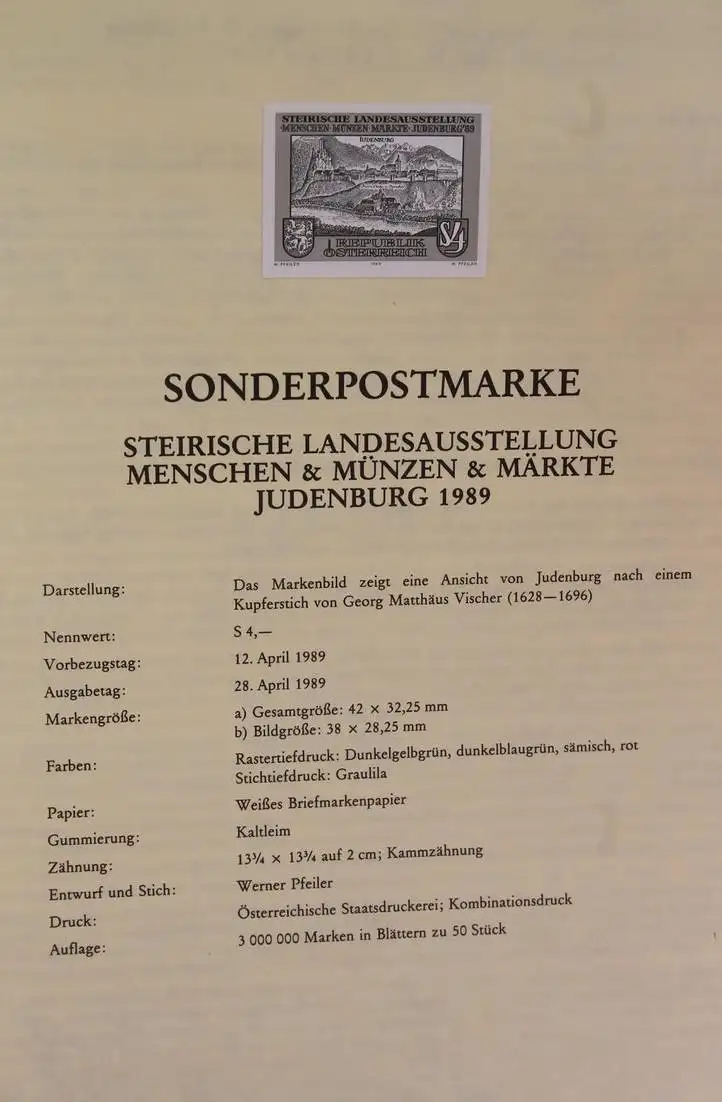 STEIRISCHE LANDESAUSSTELLUNG
·MENSCHEN·MÜNZEN·MÄRKTE·JUDENBURG'89
JUDENBURG
REPUBLIK
ÖSTERREICH
S4
W. PFEILER 1989 W. PFEILER
SONDERPOSTMARKE
STEIRISCHE LANDESAUSSTELLUNG
MENSCHEN & MÜNZEN & MÄRKTE
JUDENBURG 1989
Darstellung: Das Markenbild zeigt eine Ansicht von Judenburg nach einem
Kupferstich von Georg Matthäus Vischer (1628—1696)
Nennwert: S 4,—
Vorbezugstag: 12. April 1989
Ausgabetag: 28. April 1989
Markengröße: a) Gesamtgröße: 42 × 32,25 mm
b) Bildgröße: 38 × 28,25 mm
Farben: Rastertiefdruck: Dunkelgelbgrün, dunkelblaugrün, sämisch, rot
Stichtiefdruck: Graulila
Papier: Weißes Briefmarkenpapier
Gummierung: Kaltleim
Zähnung: 13¾ × 13¾ auf 2 cm; Kammzähnung
Entwurf und Stich: Werner Pfeiler
Druck: Österreichische Staatsdruckerei; Kombinationsdruck
Auflage: 3 000 000 Marken in Blättern zu 50 Stück